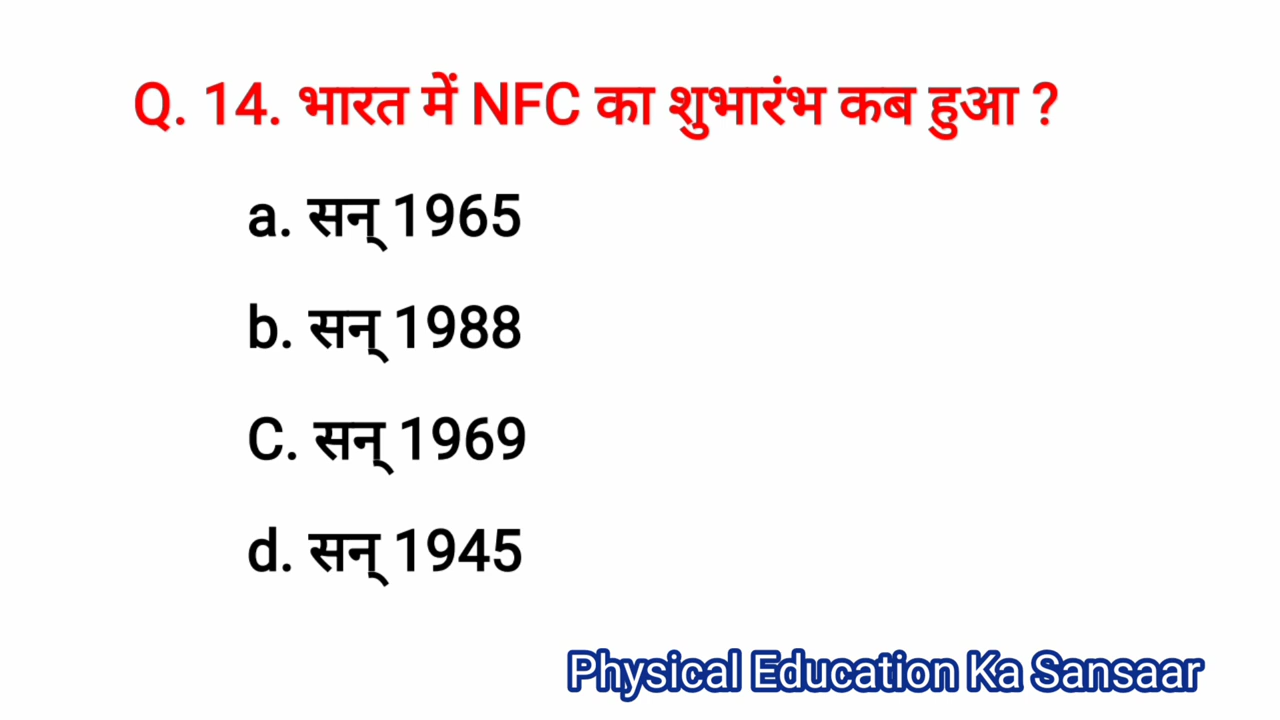 Q. 14. भारत में NFC का शुभारंभ कब हुआ ?
a. सन् 1965
b. सन् 1988
C. सन् 1969
d. सन् 1945
Physical Education Ka Sansaar